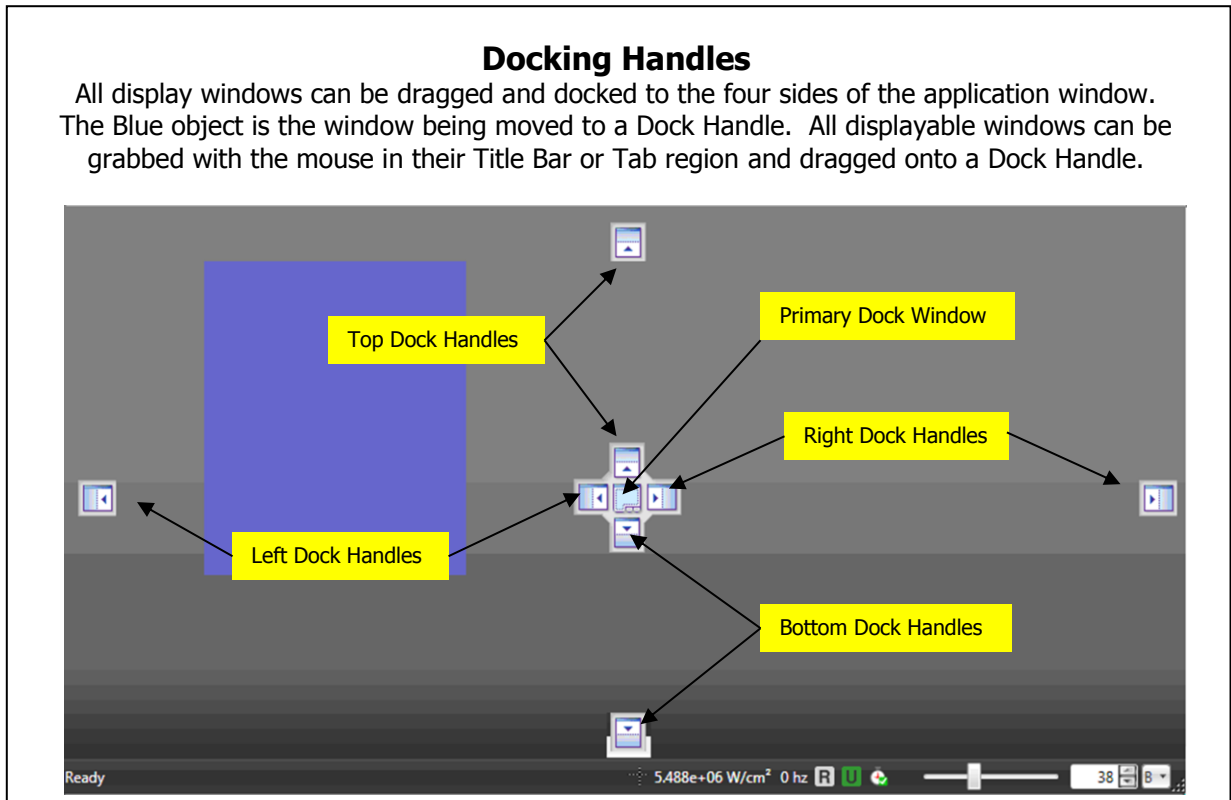 Docking Handles
All display windows can be dragged and docked to the four sides of the application window.
The Blue object is the window being moved to a Dock Handle.  All displayable windows can be
grabbed with the mouse in their Title Bar or Tab region and dragged onto a Dock Handle.
Primary Dock Window
Top Dock Handles
Right Dock Handles
Left Dock Handles
Bottom Dock Handles
Ready 5.488e+06 W/cm² 0 hz R U 38 8